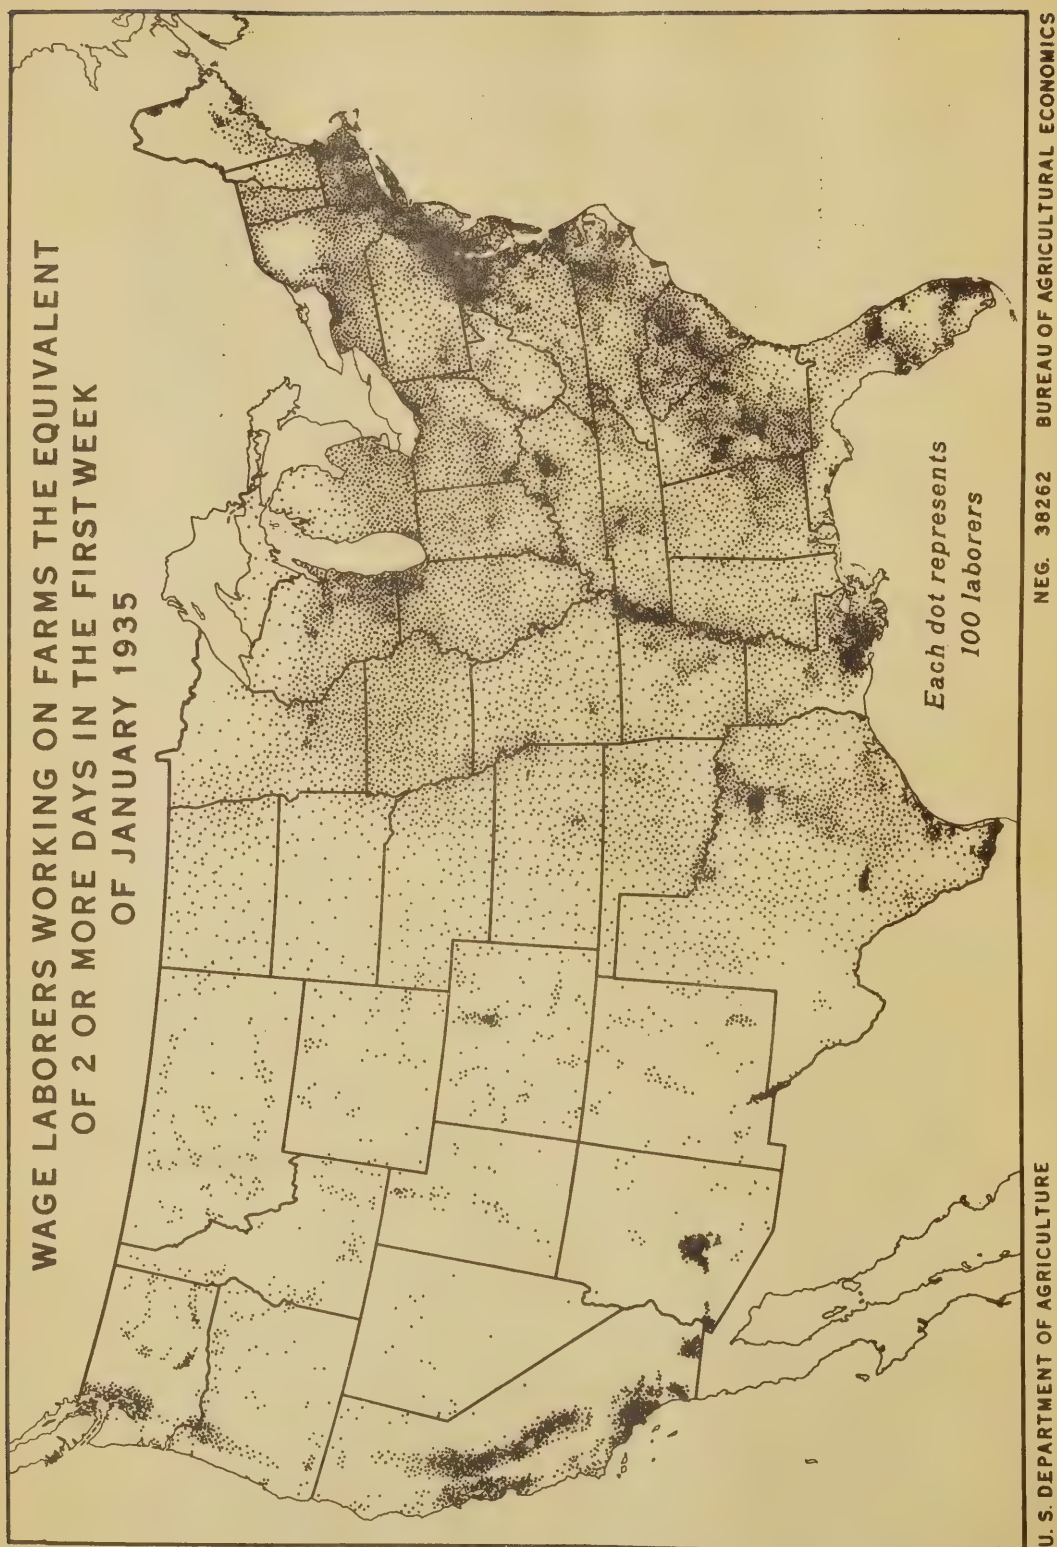 WAGE LABORERS WORKING ON FARMS THE EQUIVALENT
OF 2 OR MORE DAYS IN THE FIRST WEEK
OF JANUARY 1935
Each dot represents
100 laborers
U. S. DEPARTMENT OF AGRICULTURE
NEG. 38262
BUREAU OF AGRICULTURAL ECONOMICS